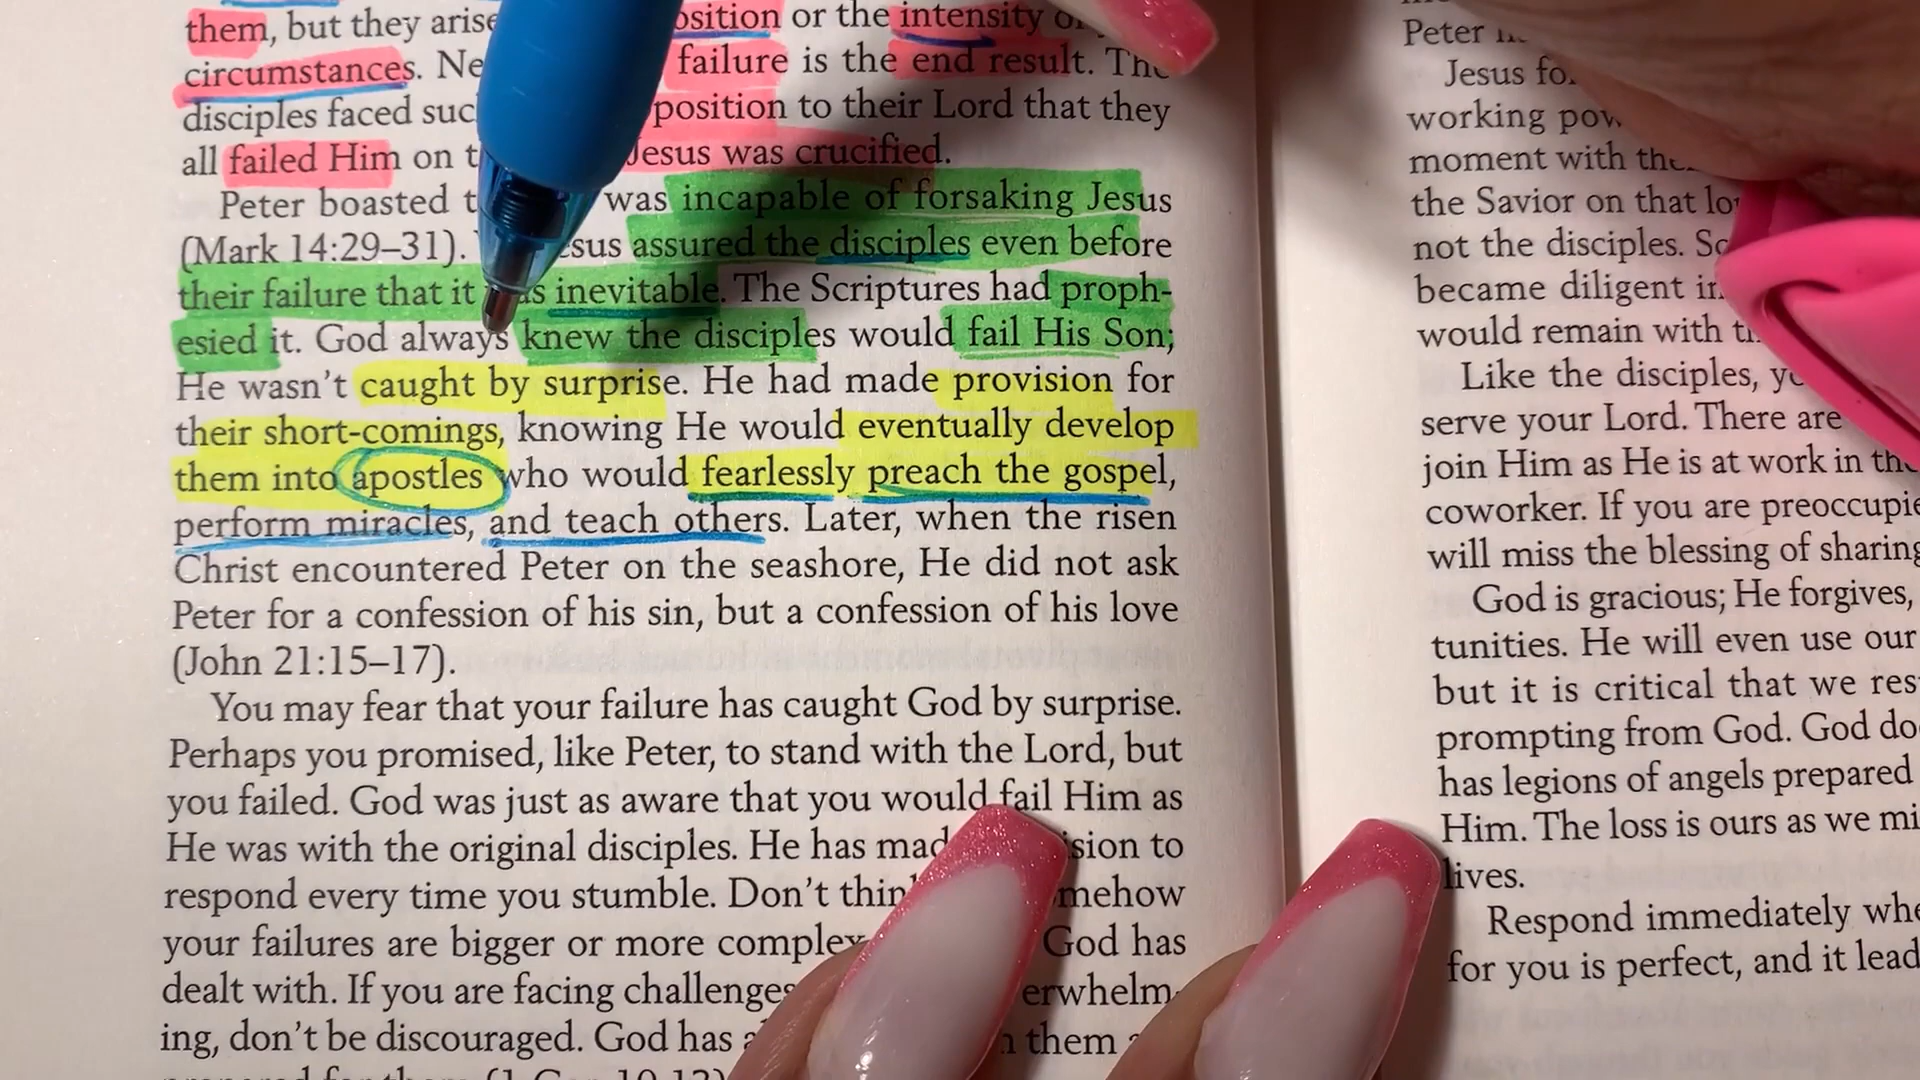 them, but they arise osition or the intensity
circumstances. Ne failure is the end result. The
disciples faced suc position to their Lord that they
all failed Him on t Jesus was crucified.
Peter boasted t was incapable of forsaking Jesus
(Mark 14:29–31). esus assured the disciples even before
their failure that it was inevitable. The Scriptures had proph-
esied it. God always knew the disciples would fail His Son;
He wasn't caught by surprise. He had made provision for
their short-comings, knowing He would eventually develop
them into apostles who would fearlessly preach the gospel,
perform miracles, and teach others. Later, when the risen
Christ encountered Peter on the seashore, He did not ask
Peter for a confession of his sin, but a confession of his love
(John 21:15–17).
You may fear that your failure has caught God by surprise.
Perhaps you promised, like Peter, to stand with the Lord, but
you failed. God was just as aware that you would fail Him as
He was with the original disciples. He has mad sion to
respond every time you stumble. Don't thin mehow
your failures are bigger or more complex God has
dealt with. If you are facing challenges erwhelm-
ing, don't be discouraged. God has them
Peter
Jesus
working pow
moment with the
the Savior on that lo
not the disciples. So
became diligent in
would remain with t
Like the disciples, yo
serve your Lord. There are
join Him as He is at work in the
coworker. If you are preoccupie
will miss the blessing of sharing
God is gracious; He forgives,
tunities. He will even use our
but it is critical that we res
prompting from God. God do
has legions of angels prepared
Him. The loss is ours as we mi
lives.
Respond immediately whe
for you is perfect, and it lead